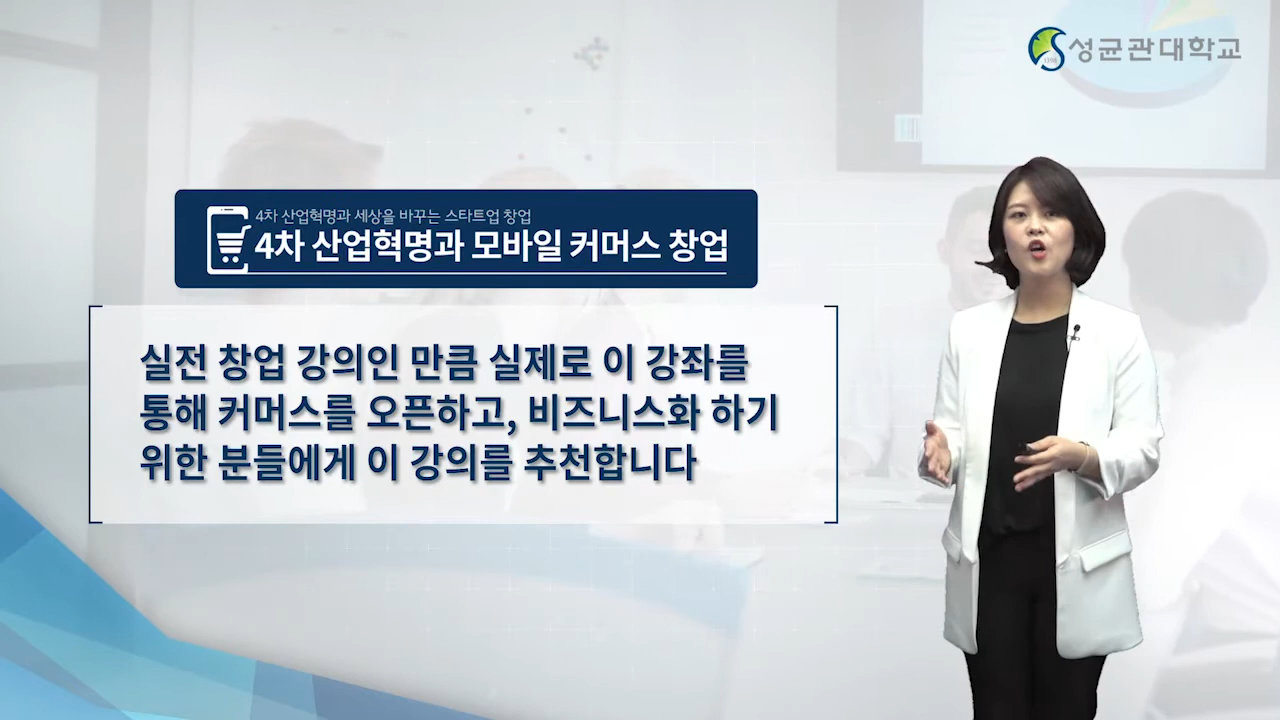 성균관대학교
4차 산업혁명과 세상을 바꾸는 스타트업 창업
4차 산업혁명과 모바일 커머스 창업
실전 창업 강의인 만큼 실제로 이 강좌를
통해 커머스를 오픈하고, 비즈니스화 하기
위한 분들에게 이 강의를 추천합니다